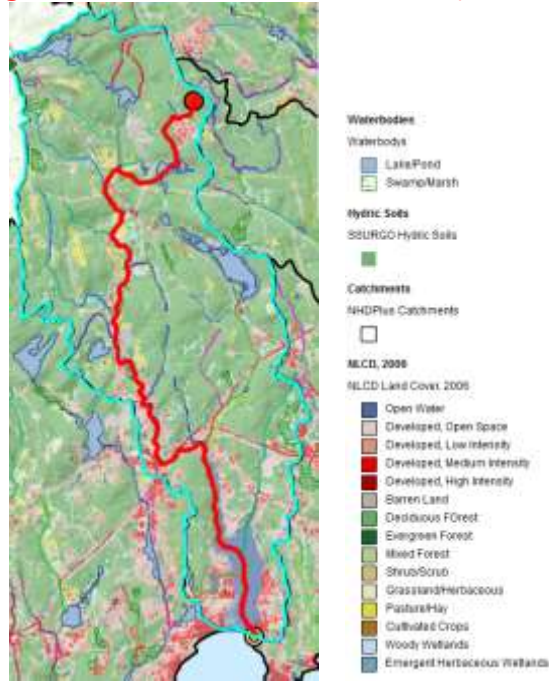 Waterbodies
Waterbodys
Lake/Pond
Swamp/Marsh
Hydric Soils
SSURGO Hydric Soils
Catchments
NHDPlus Catchments
NLCD, 2006
NLCD Land Cover, 2006
Open Water
Developed, Open Space
Developed, Low Intensity
Developed, Medium Intensity
Developed, High Intensity
Barren Land
Deciduous FOrest
Evergreen Forest
Mixed Forest
Shrub/Scrub
Grassland/Herbaceous
Pasture/Hay
Cultivated Crops
Woody Wetlands
Emergent Herbaceous Wetlands